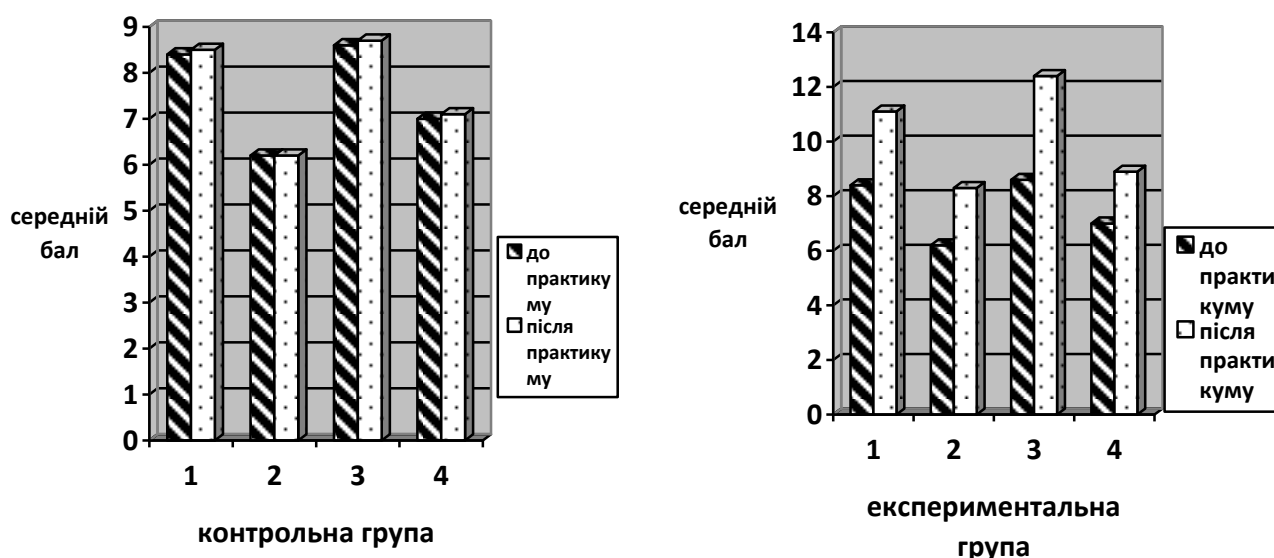 9
8
7
6
5
4
3
2
1
0
середній
бал
1 2 3 4
контрольна група
до
практику
му
після
практику
му
14
12
10
8
6
4
2
0
середній
бал
1 2 3 4
експериментальна
група
до
практи
куму
після
практи
куму